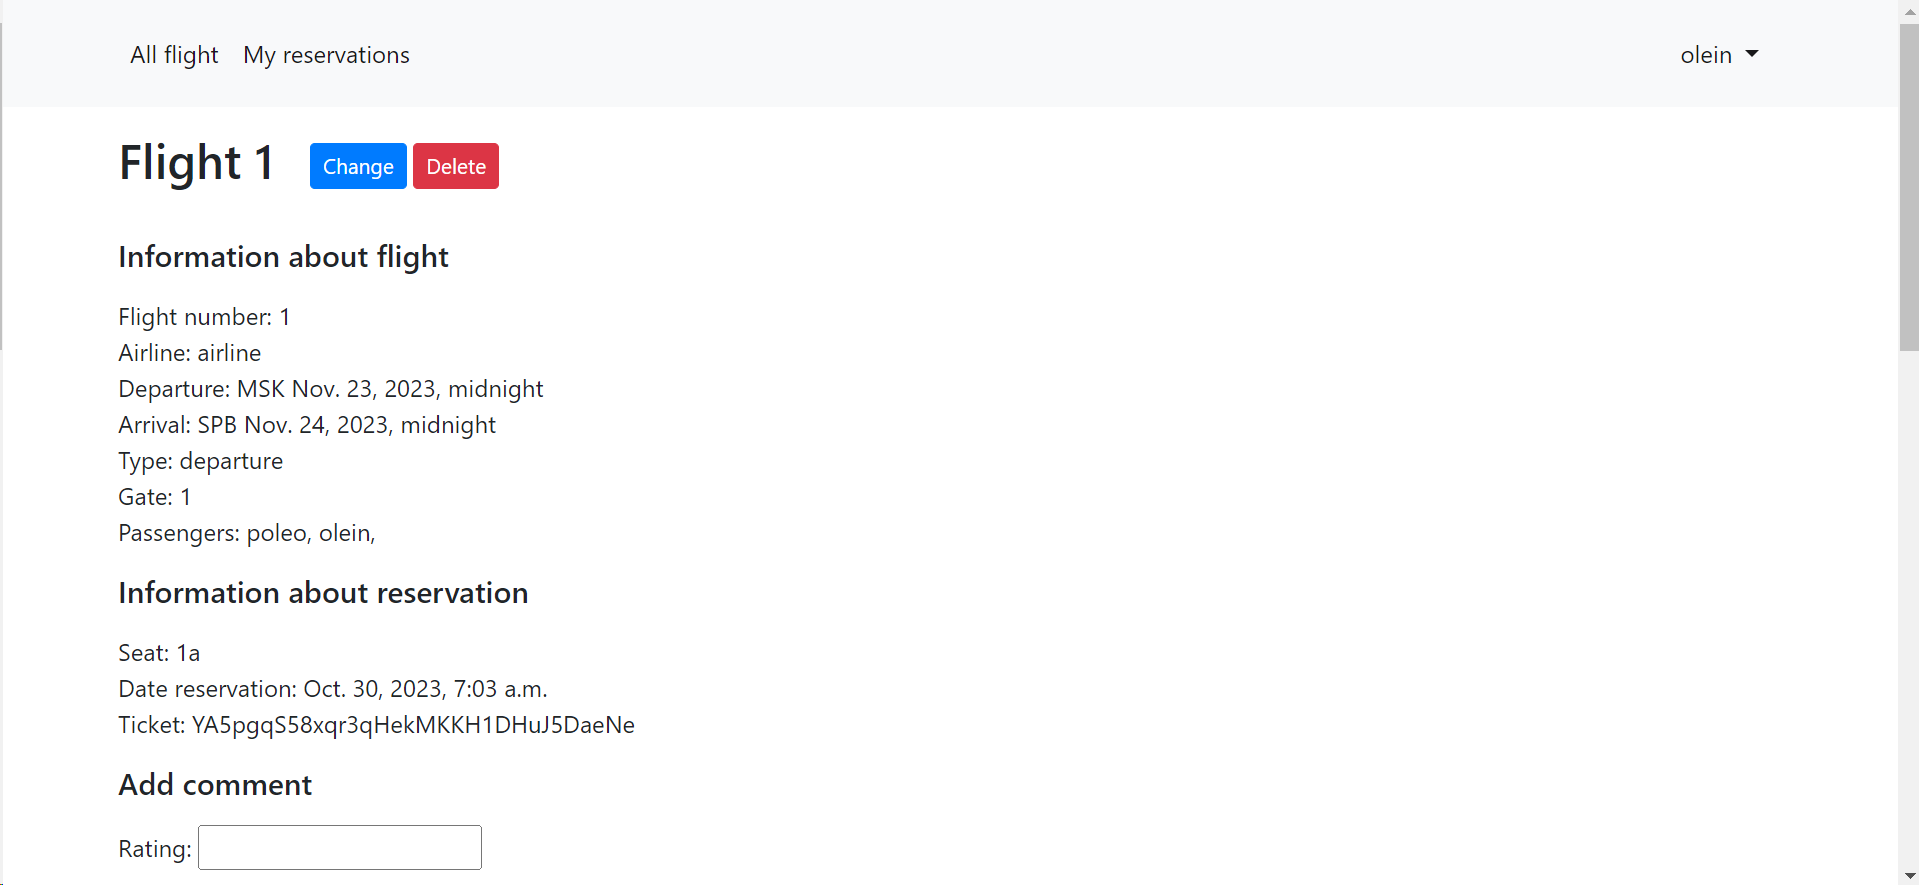 All flight My reservations olein
Flight 1 Change Delete
Information about flight
Flight number: 1
Airline: airline
Departure: MSK Nov. 23, 2023, midnight
Arrival: SPB Nov. 24, 2023, midnight
Type: departure
Gate: 1
Passengers: poleo, olein,
Information about reservation
Seat: 1a
Date reservation: Oct. 30, 2023, 7:03 a.m.
Ticket: YA5pgqS58xqr3qHekMKKH1DHuJ5DaeNe
Add comment
Rating: